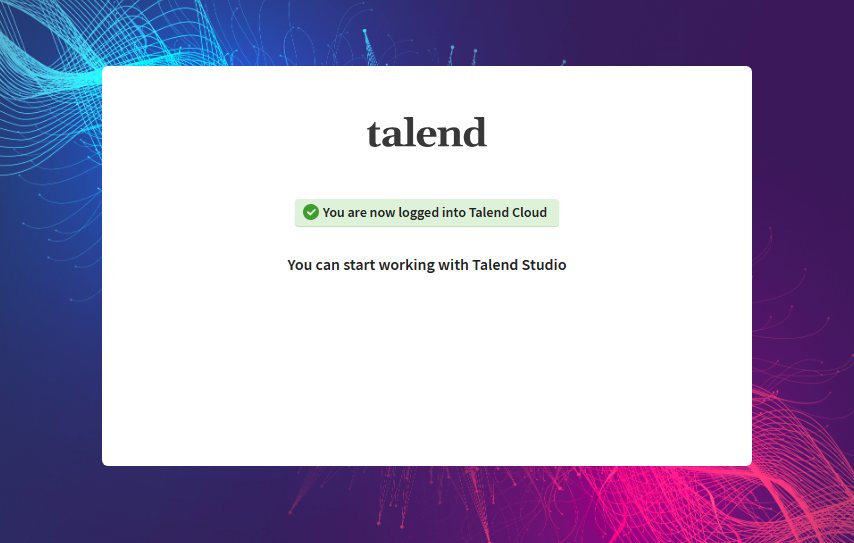 talend
You are now logged into Talend Cloud
You can start working with Talend Studio